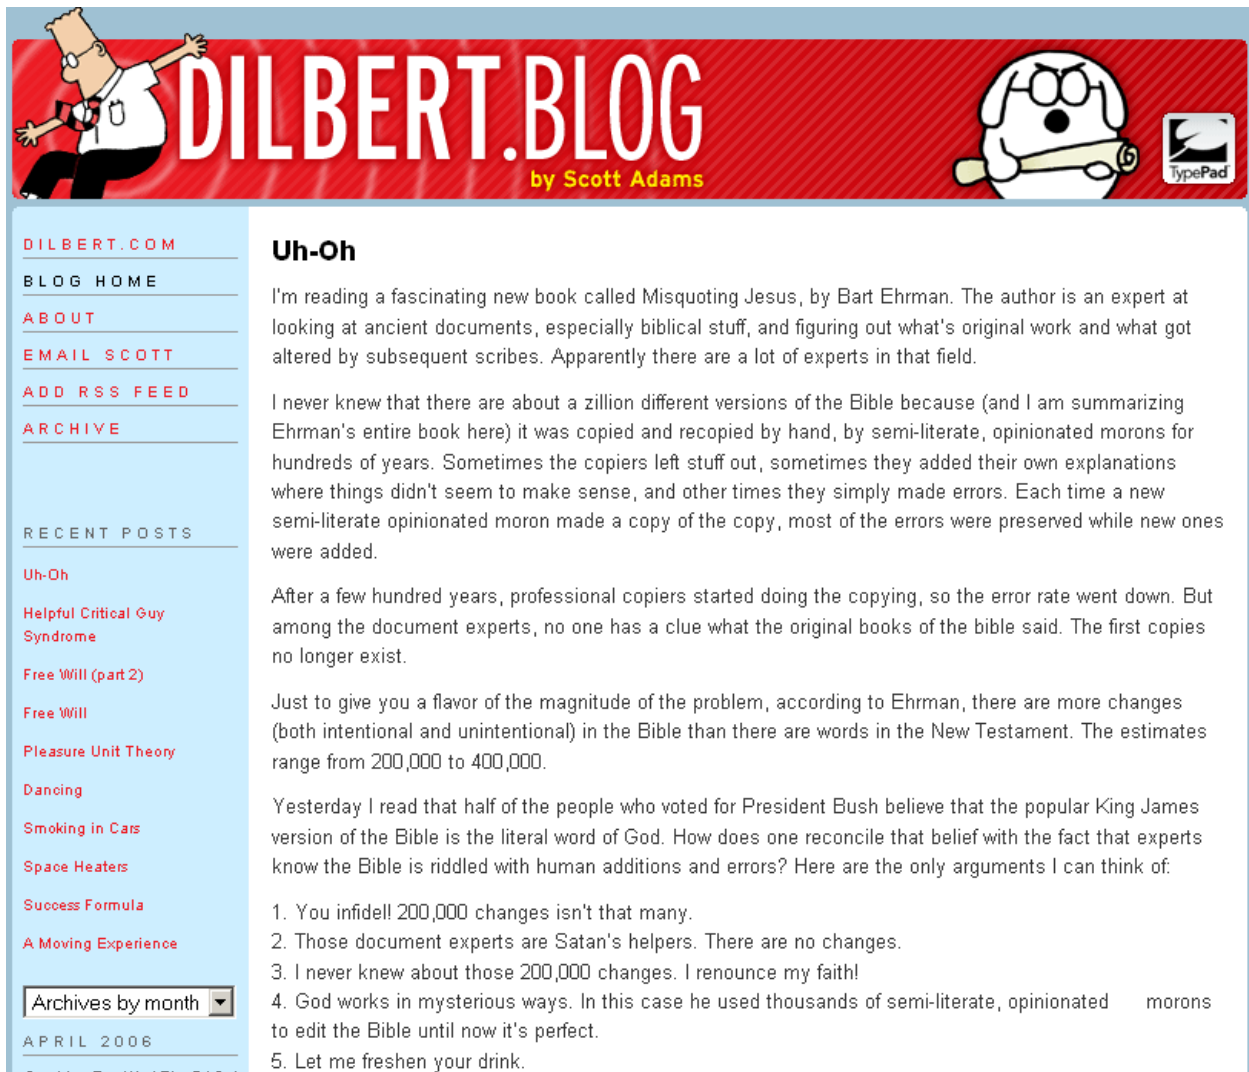 DILBERT.BLOG
by Scott Adams
TypePad
DILBERT.COM
BLOG HOME
ABOUT
EMAIL SCOTT
ADD RSS FEED
ARCHIVE
RECENT POSTS
Uh-Oh
Helpful Critical Guy
Syndrome
Free Will (part 2)
Free Will
Pleasure Unit Theory
Dancing
Smoking in Cars
Space Heaters
Success Formula
A Moving Experience
Archives by month
APRIL 2006
Uh-Oh
I'm reading a fascinating new book called Misquoting Jesus, by Bart Ehrman. The author is an expert at
looking at ancient documents, especially biblical stuff, and figuring out what's original work and what got
altered by subsequent scribes. Apparently there are a lot of experts in that field.
I never knew that there are about a zillion different versions of the Bible because (and I am summarizing
Ehrman's entire book here) it was copied and recopied by hand, by semi-literate, opinionated morons for
hundreds of years. Sometimes the copiers left stuff out, sometimes they added their own explanations
where things didn't seem to make sense, and other times they simply made errors. Each time a new
semi-literate opinionated moron made a copy of the copy, most of the errors were preserved while new ones
were added.
After a few hundred years, professional copiers started doing the copying, so the error rate went down. But
among the document experts, no one has a clue what the original books of the bible said. The first copies
no longer exist.
Just to give you a flavor of the magnitude of the problem, according to Ehrman, there are more changes
(both intentional and unintentional) in the Bible than there are words in the New Testament. The estimates
range from 200,000 to 400,000.
Yesterday I read that half of the people who voted for President Bush believe that the popular King James
version of the Bible is the literal word of God. How does one reconcile that belief with the fact that experts
know the Bible is riddled with human additions and errors? Here are the only arguments I can think of:
1. You infidel! 200,000 changes isn't that many.
2. Those document experts are Satan's helpers. There are no changes.
3. I never knew about those 200,000 changes. I renounce my faith!
4. God works in mysterious ways. In this case he used thousands of semi-literate, opinionated morons
to edit the Bible until now it's perfect.
5. Let me freshen your drink.